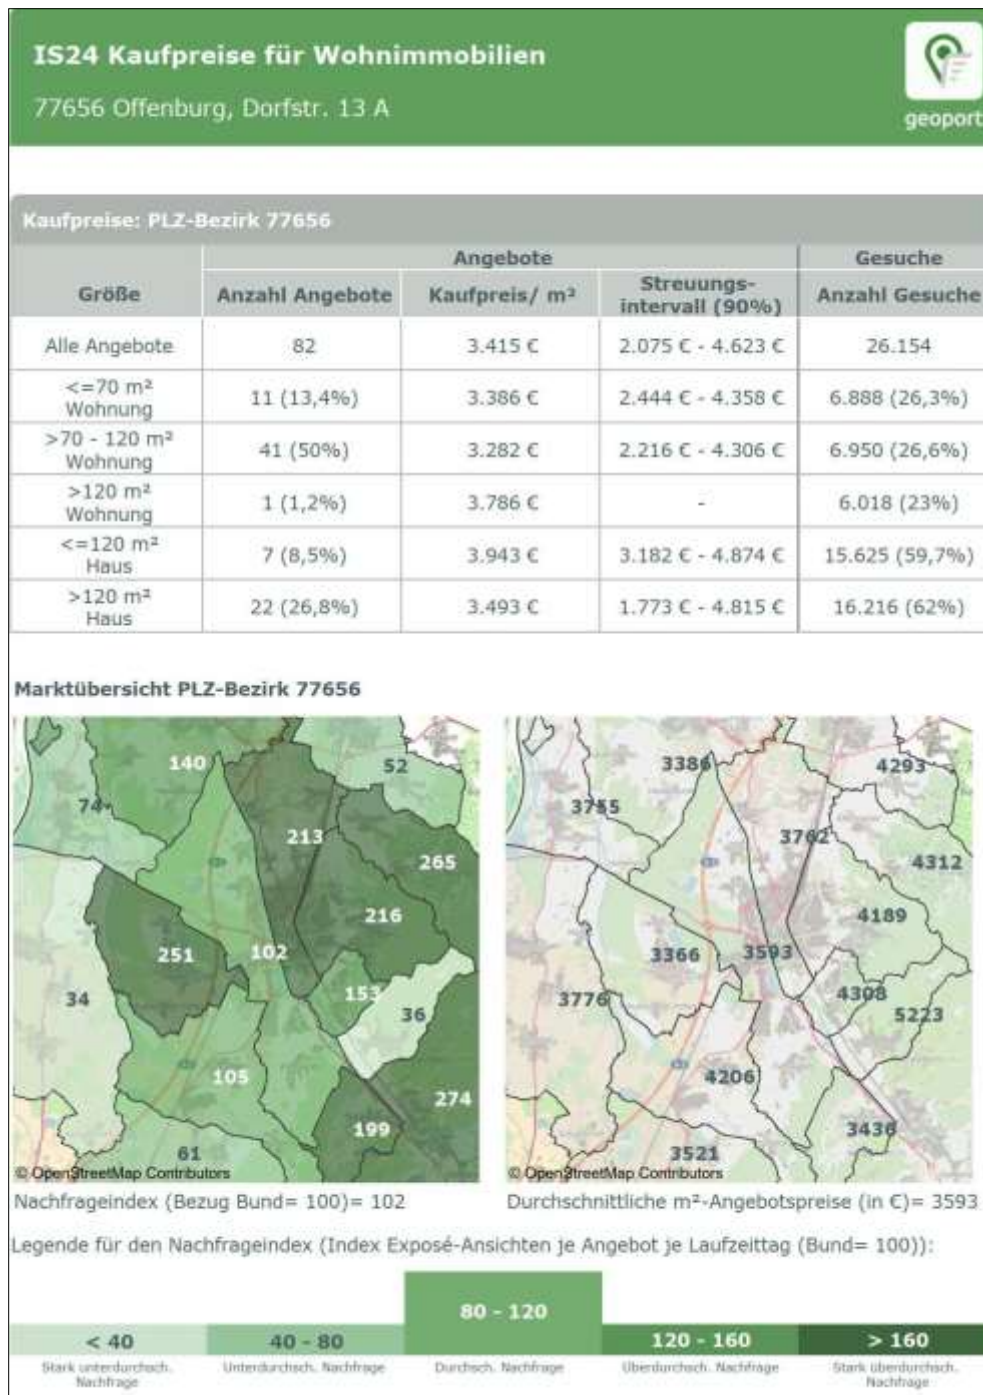 IS24 Kaufpreise für Wohnimmobilien
77656 Offenburg, Dorfstr. 13 A
geoport
Kaufpreise: PLZ-Bezirk 77656
Angebote Gesuche
Größe Anzahl Angebote Kaufpreis/ m² Streuungs- Anzahl Gesuche
intervall (90%)
Alle Angebote 82 3.415 € 2.075 € - 4.623 € 26.154
<=70 m²
Wohnung 11 (13,4%) 3.386 € 2.444 € - 4.358 € 6.888 (26,3%)
>70 - 120 m²
Wohnung 41 (50%) 3.282 € 2.216 € - 4.306 € 6.950 (26,6%)
>120 m²
Wohnung 1 (1,2%) 3.786 € - 6.018 (23%)
<=120 m²
Haus 7 (8,5%) 3.943 € 3.182 € - 4.874 € 15.625 (59,7%)
>120 m²
Haus 22 (26,8%) 3.493 € 1.773 € - 4.815 € 16.216 (62%)
Marktübersicht PLZ-Bezirk 77656
140 52
74
213
265
216
251 102
153
34
36
105
274
199
61
© OpenStreetMap Contributors
3386 4293
3755
3762
4312
4189
3366 3593
4308
3776
5223
4206
3436
3521
© OpenStreetMap Contributors
Nachfrageindex (Bezug Bund= 100)= 102
Durchschnittliche m²-Angebotspreise (in €)= 3593
Legende für den Nachfrageindex (Index Exposé-Ansichten je Angebot je Laufzeittag (Bund= 100)):
80 - 120
< 40 40 - 80 120 - 160 > 160
Stark unterdurchsch. Unterdurchsch. Nachfrage Durchsch. Nachfrage Überdurchsch. Nachfrage Stark überdurchsch.
Nachfrage Nachfrage